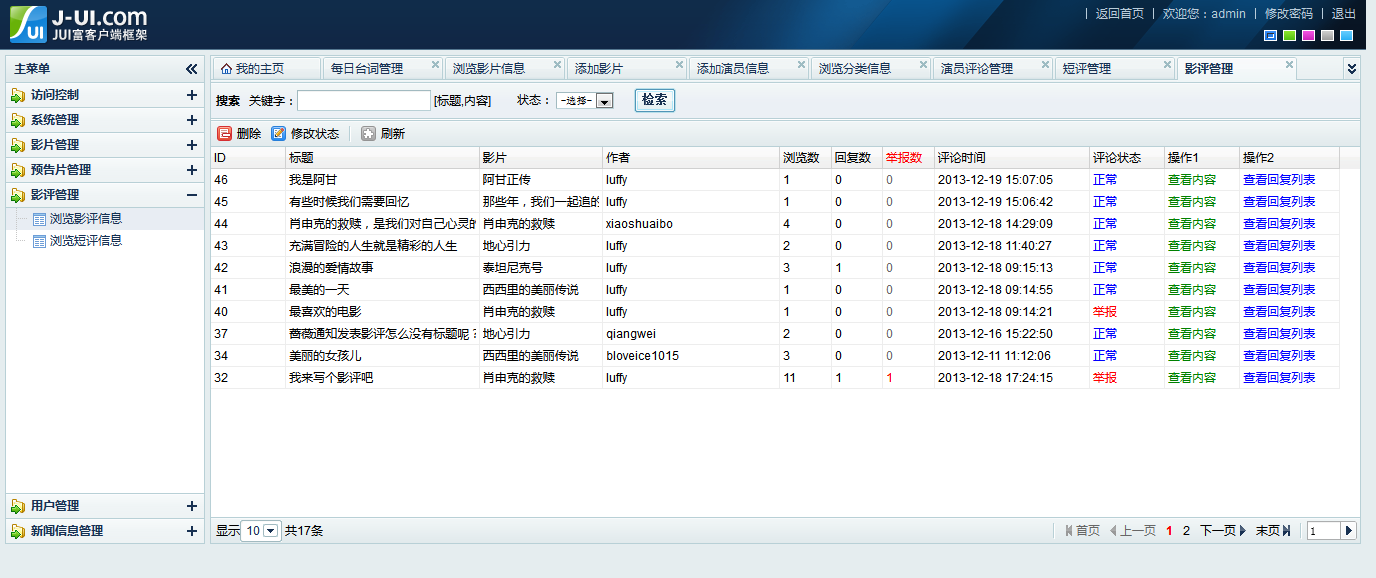 J-UI.com
JUI富客户端框架
| 返回首页 | 欢迎您：admin | 修改密码 | 退出
主菜单
访问控制
系统管理
影片管理
预告片管理
影评管理
浏览影评信息
浏览短评信息
用户管理
新闻信息管理
我的主页 每日台词管理 浏览影片信息 添加影片 添加演员信息 浏览分类信息 演员评论管理 短评管理 影评管理
搜索 关键字： [标题,内容] 状态： -选择- 检索
删除 修改状态 刷新
ID 标题 影片 作者 浏览数 回复数 举报数 评论时间 评论状态 操作1 操作2
46 我是阿甘 阿甘正传 luffy 1 0 0 2013-12-19 15:07:05 正常 查看内容 查看回复列表
45 有些时候我们需要回忆 那些年，我们一起追的 luffy 1 0 0 2013-12-19 15:06:42 正常 查看内容 查看回复列表
44 肖申克的救赎，是我们对自己心灵的 肖申克的救赎 xiaoshuaibo 4 0 0 2013-12-18 14:29:09 正常 查看内容 查看回复列表
43 充满冒险的人生就是精彩的人生 地心引力 luffy 2 0 0 2013-12-18 11:40:27 正常 查看内容 查看回复列表
42 浪漫的爱情故事 泰坦尼克号 luffy 3 1 0 2013-12-18 09:15:13 正常 查看内容 查看回复列表
41 最美的一天 西西里的美丽传说 luffy 1 0 0 2013-12-18 09:14:55 正常 查看内容 查看回复列表
40 最喜欢的电影 肖申克的救赎 luffy 1 0 0 2013-12-18 09:14:21 举报 查看内容 查看回复列表
37 蔷薇通知发表影评怎么没有标题呢？ 地心引力 qiangwei 2 0 0 2013-12-16 15:22:50 正常 查看内容 查看回复列表
34 美丽的女孩儿 西西里的美丽传说 bloveice1015 3 0 0 2013-12-11 11:12:06 正常 查看内容 查看回复列表
32 我来写个影评吧 肖申克的救赎 luffy 11 1 1 2013-12-18 17:24:15 举报 查看内容 查看回复列表
显示 10 共17条 首页 上一页 1 2 下一页 末页 1